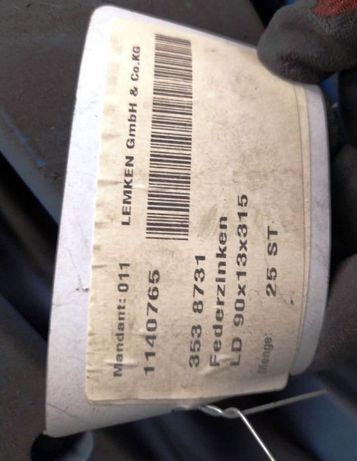 Mandant: 011 LEMKEN GmbH & Co.KG
1140765
353 8731
Federzinken
LD 90x13x315
Menge: 25 ST